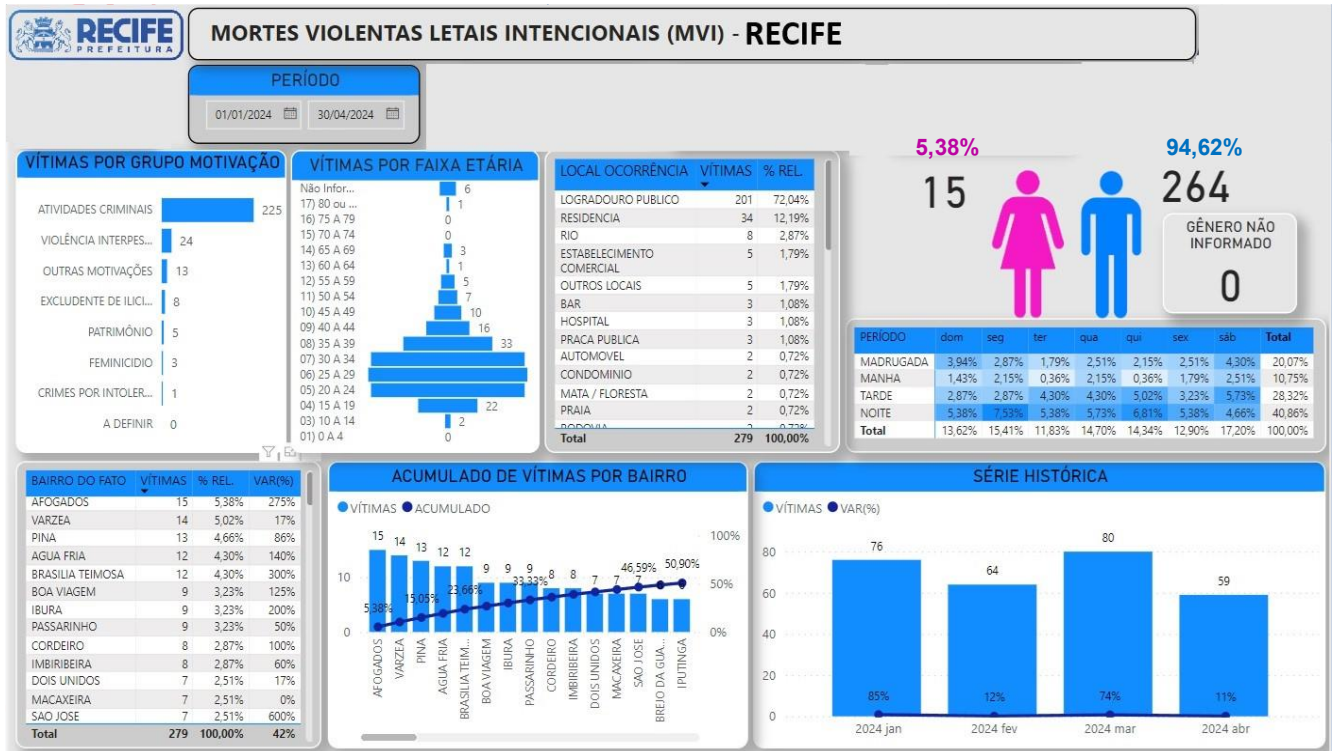 RECIFE
PREFEITURA
MORTES VIOLENTAS LETAIS INTENCIONAIS (MVI) - RECIFE
PERÍODO
01/01/2024 30/04/2024
VÍTIMAS POR GRUPO MOTIVAÇÃO
ATIVIDADES CRIMINAIS 225
VIOLÊNCIA INTERPES... 24
OUTRAS MOTIVAÇÕES 13
EXCLUDENTE DE ILICI... 8
PATRIMÔNIO 5
FEMINICIDIO 3
CRIMES POR INTOLER... 1
A DEFINIR 0
VÍTIMAS POR FAIXA ETÁRIA
Não Infor... 6
17) 80 ou ... 1
16) 75 A 79 0
15) 70 A 74 0
14) 65 A 69 3
13) 60 A 64 1
12) 55 A 59 5
11) 50 A 54 7
10) 45 A 49 10
09) 40 A 44 16
08) 35 A 39 33
07) 30 A 34
06) 25 A 29
05) 20 A 24
04) 15 A 19 22
03) 10 A 14 2
01) 0 A 4 0
LOCAL OCORRÊNCIA VÍTIMAS % REL.
LOGRADOURO PUBLICO 201 72,04%
RESIDENCIA 34 12,19%
RIO 8 2,87%
ESTABELECIMENTO
COMERCIAL 5 1,79%
OUTROS LOCAIS 5 1,79%
BAR 3 1,08%
HOSPITAL 3 1,08%
PRACA PUBLICA 3 1,08%
AUTOMOVEL 2 0,72%
CONDOMINIO 2 0,72%
MATA / FLORESTA 2 0,72%
PRAIA 2 0,72%
RODOVIA 2 0,72%
Total 279 100,00%
5,38% 94,62%
15 264
GÊNERO NÃO
INFORMADO
0
PERÍODO dom seg ter qua qui sex sáb Total
MADRUGADA 3,94% 2,87% 1,79% 2,51% 2,15% 2,51% 4,30% 20,07%
MANHA 1,43% 2,15% 0,36% 2,15% 0,36% 1,79% 2,51% 10,75%
TARDE 2,87% 2,87% 4,30% 4,30% 5,02% 3,23% 5,73% 28,32%
NOITE 5,38% 7,53% 5,38% 5,73% 6,81% 5,38% 4,66% 40,86%
Total 13,62% 15,41% 11,83% 14,70% 14,34% 12,90% 17,20% 100,00%
BAIRRO DO FATO VÍTIMAS % REL. VAR(%)
AFOGADOS 15 5,38% 275%
VARZEA 14 5,02% 17%
PINA 13 4,66% 86%
AGUA FRIA 12 4,30% 140%
BRASILIA TEIMOSA 12 4,30% 300%
BOA VIAGEM 9 3,23% 125%
IBURA 9 3,23% 200%
PASSARINHO 9 3,23% 50%
CORDEIRO 8 2,87% 100%
IMBIRIBEIRA 8 2,87% 60%
DOIS UNIDOS 7 2,51% 17%
MACAXEIRA 7 2,51% 0%
SAO JOSE 7 2,51% 600%
Total 279 100,00% 42%
ACUMULADO DE VÍTIMAS POR BAIRRO
VÍTIMAS ACUMULADO
15 14 13 12 12 9 9 9 8 8 7 7 7
5,38% 15,05% 23,66% 33,33% 46,59% 50,90%
10
0
100%
50%
0%
AFOGADOS
VARZEA
PINA
AGUA FRIA
BRASILIA TEIM...
BOA VIAGEM
IBURA
PASSARINHO
CORDEIRO
IMBIRIBEIRA
DOIS UNIDOS
MACAXEIRA
SAO JOSE
BREJO DA GUA...
IPUTINGA
SÉRIE HISTÓRICA
VÍTIMAS VAR(%)
80
60
40
20
0
76 64 80 59
85% 12% 74% 11%
2024 jan 2024 fev 2024 mar 2024 abr